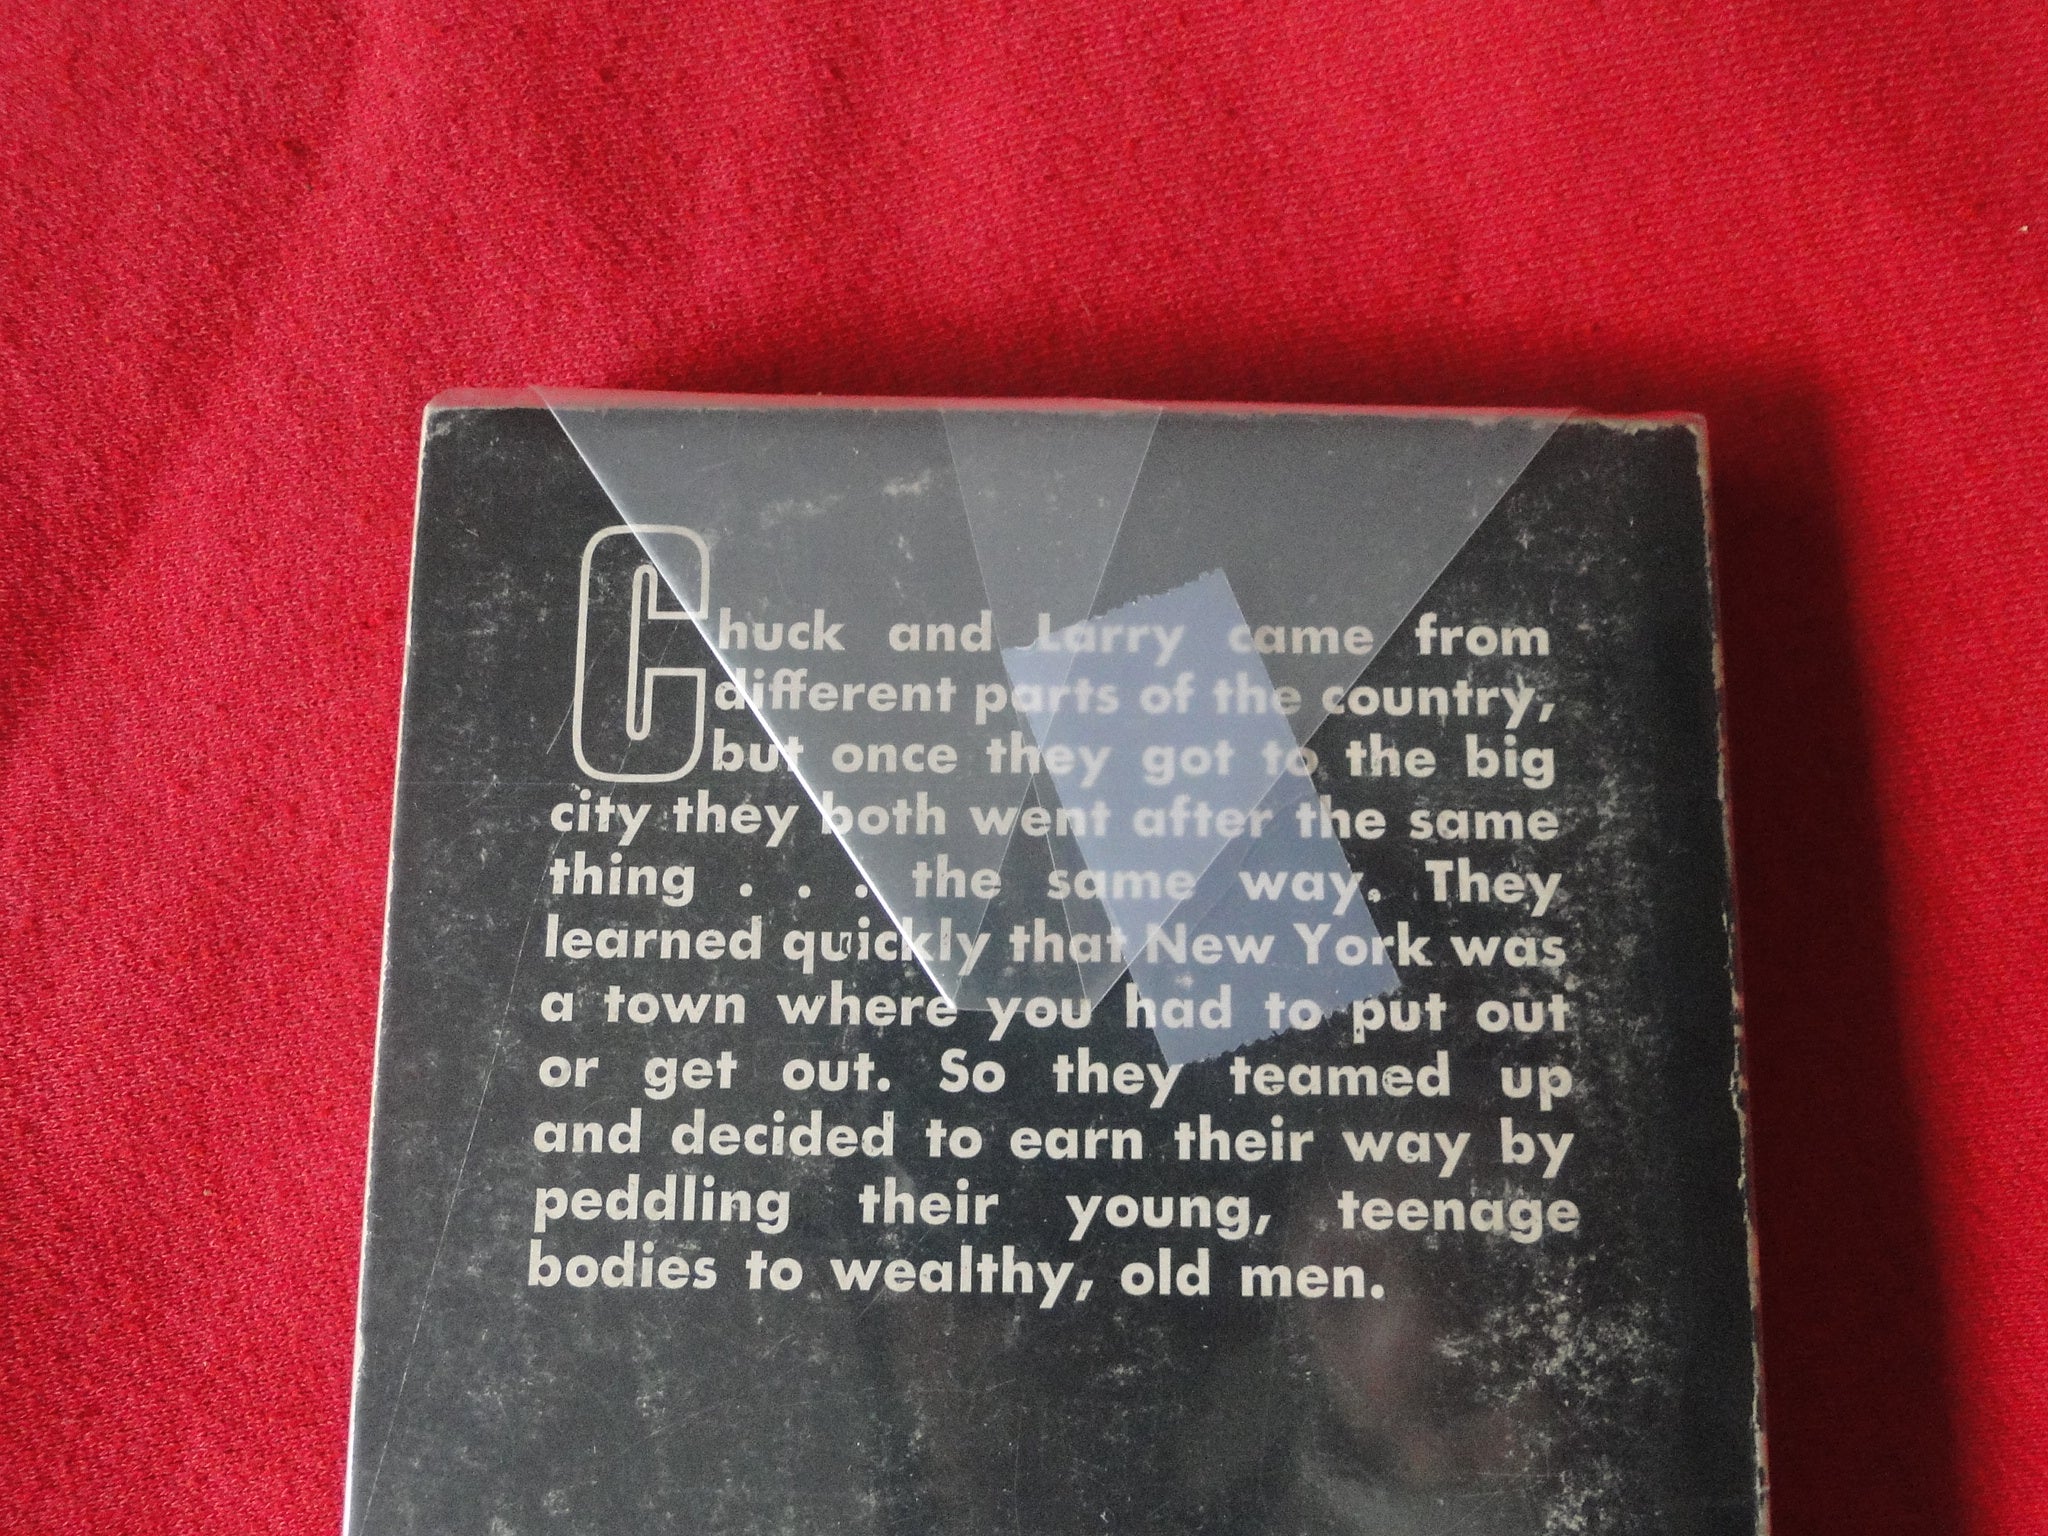 Chuck and Larry came from
different parts of the country,
but once they got to the big
city they both went after the same
thing . . . the same way. They
learned quickly that New York was
a town where you had to put out
or get out. So they teamed up
and decided to earn their way by
peddling their young, teenage
bodies to wealthy, old men.